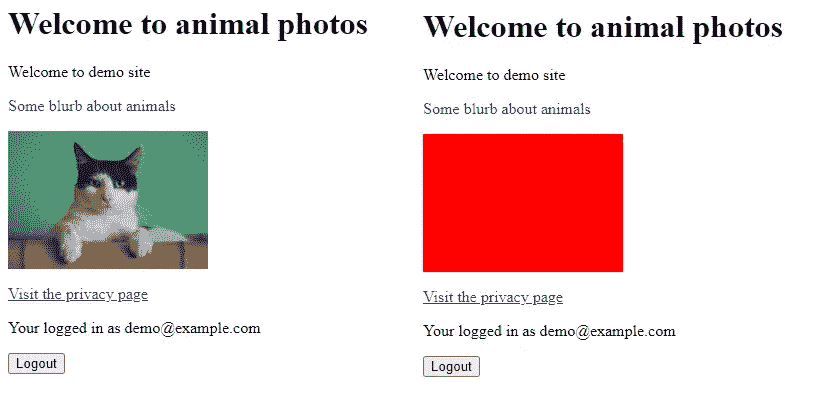 Welcome to animal photos
Welcome to demo site
Some blurb about animals
Visit the privacy page
Your logged in as demo@example.com
Logout
Welcome to animal photos
Welcome to demo site
Some blurb about animals
Visit the privacy page
Your logged in as demo@example.com
Logout